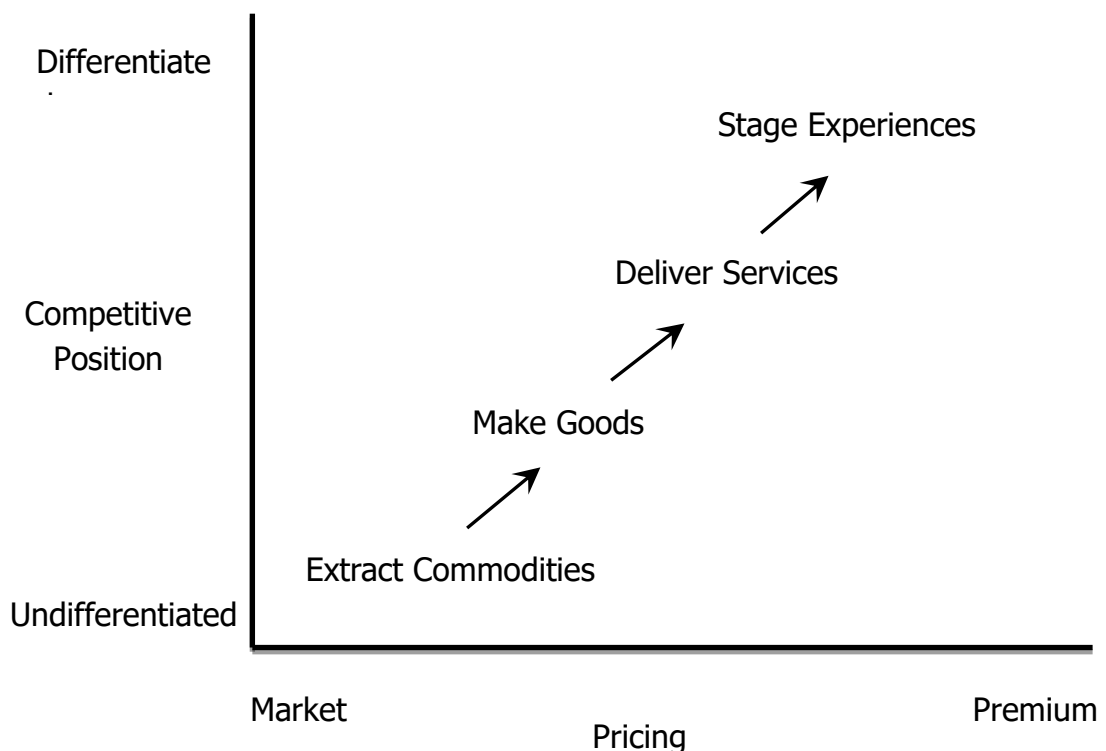 Differentiate
Stage Experiences
Deliver Services
Competitive
Position
Make Goods
Extract Commodities
Undifferentiated
Market
Premium
Pricing